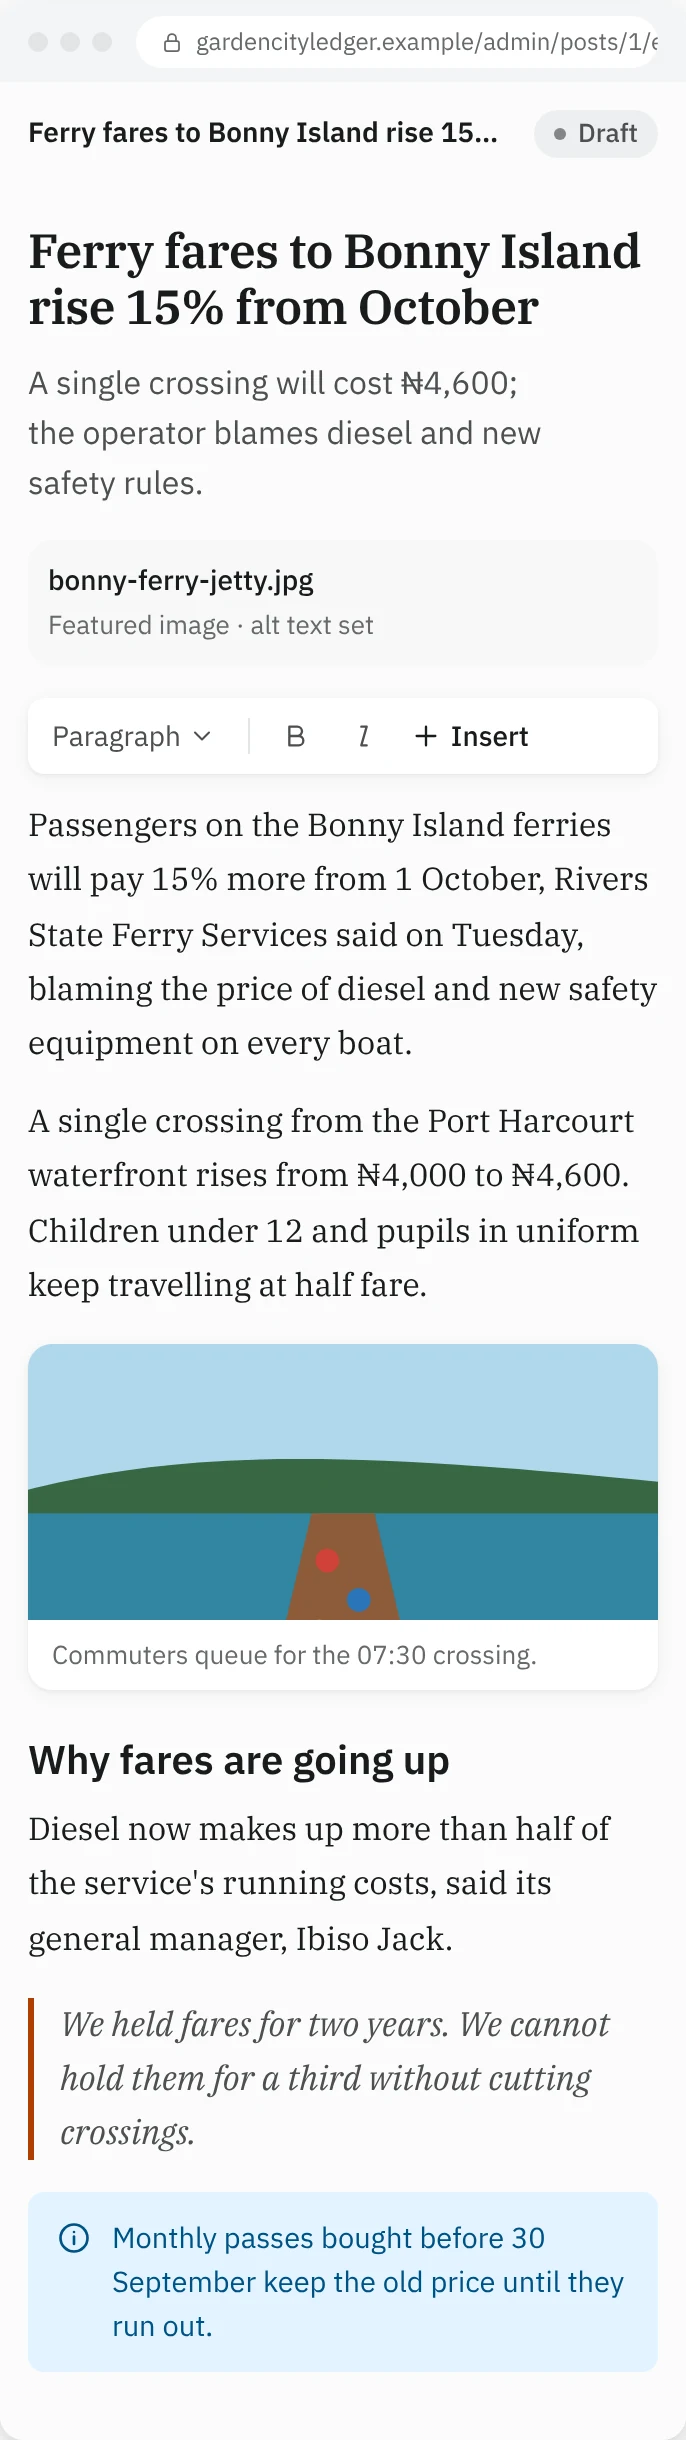 gardencityledger.example/admin/posts/1/e
Ferry fares to Bonny Island rise 15...
Draft
Ferry fares to Bonny Island
rise 15% from October
A single crossing will cost ₦4,600;
the operator blames diesel and new
safety rules.
bonny-ferry-jetty.jpg
Featured image · alt text set
Paragraph B I Insert
Passengers on the Bonny Island ferries
will pay 15% more from 1 October, Rivers
State Ferry Services said on Tuesday,
blaming the price of diesel and new safety
equipment on every boat.
A single crossing from the Port Harcourt
waterfront rises from ₦4,000 to ₦4,600.
Children under 12 and pupils in uniform
keep travelling at half fare.
Commuters queue for the 07:30 crossing.
Why fares are going up
Diesel now makes up more than half of
the service's running costs, said its
general manager, Ibiso Jack.
We held fares for two years. We cannot
hold them for a third without cutting
crossings.
Monthly passes bought before 30
September keep the old price until they
run out.